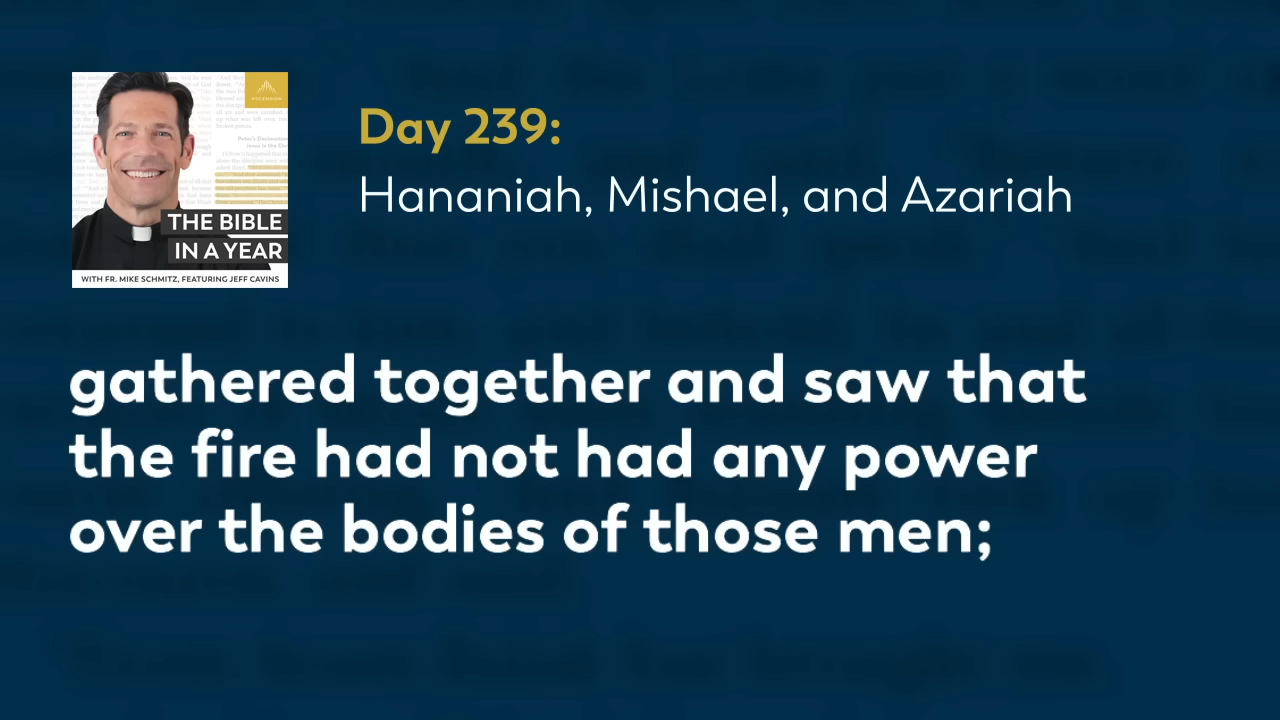 ASCENSION
THE BIBLE
IN A YEAR
WITH FR. MIKE SCHMITZ, FEATURING JEFF CAVINS
Day 239:
Hananiah, Mishael, and Azariah
gathered together and saw that
the fire had not had any power
over the bodies of those men;